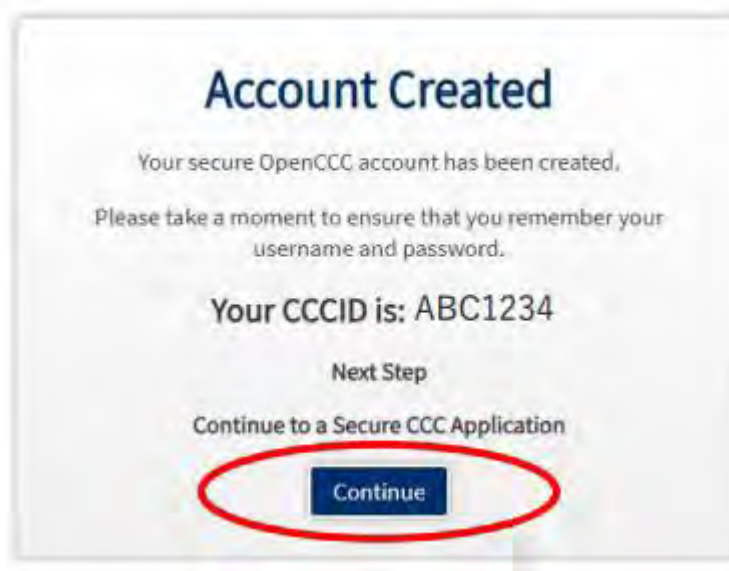 Account Created
Your secure OpenCCC account has been created.
Please take a moment to ensure that you remember your
username and password.
Your CCCID is: ABC1234
Next Step
Continue to a Secure CCC Application
Continue